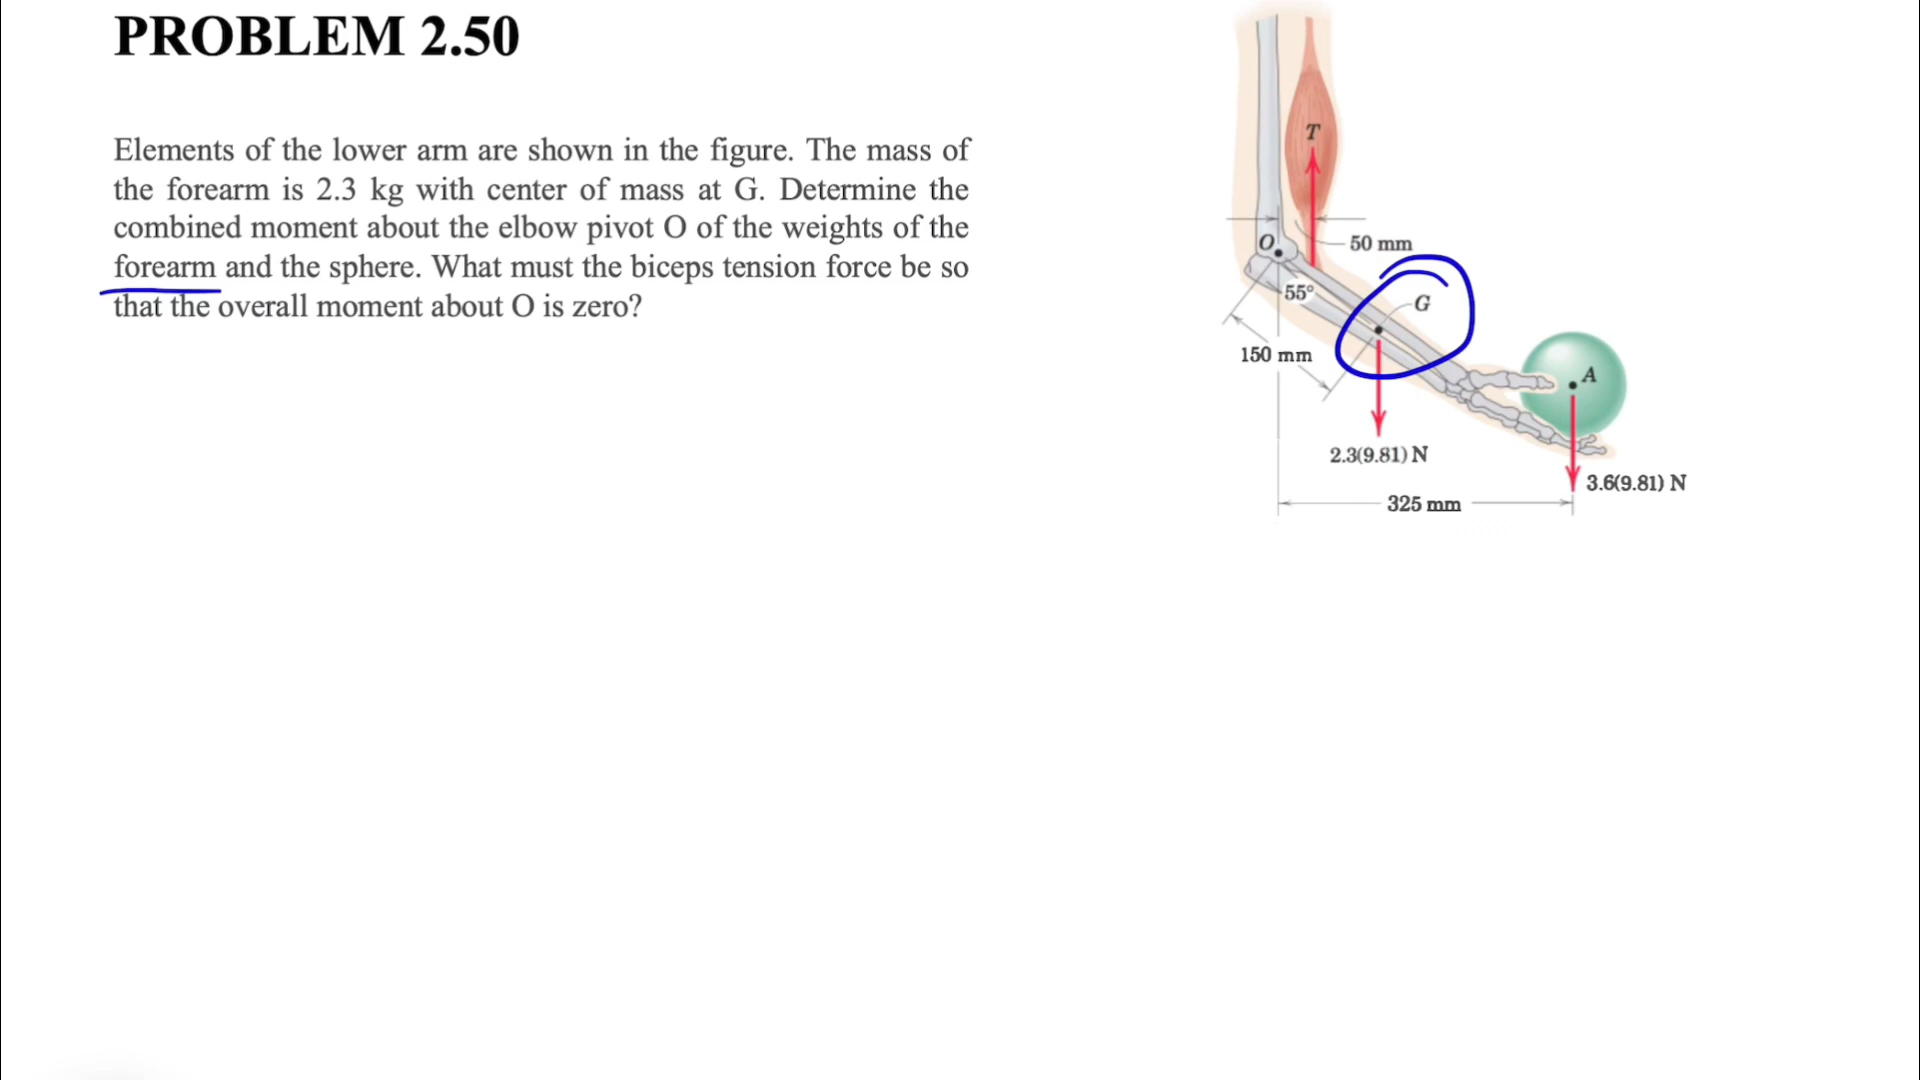 PROBLEM 2.50
Elements of the lower arm are shown in the figure. The mass of
the forearm is 2.3 kg with center of mass at G. Determine the
combined moment about the elbow pivot O of the weights of the
forearm and the sphere. What must the biceps tension force be so
that the overall moment about O is zero?
T
O
50 mm
55°
G
150 mm
A
2.3(9.81) N
3.6(9.81) N
325 mm